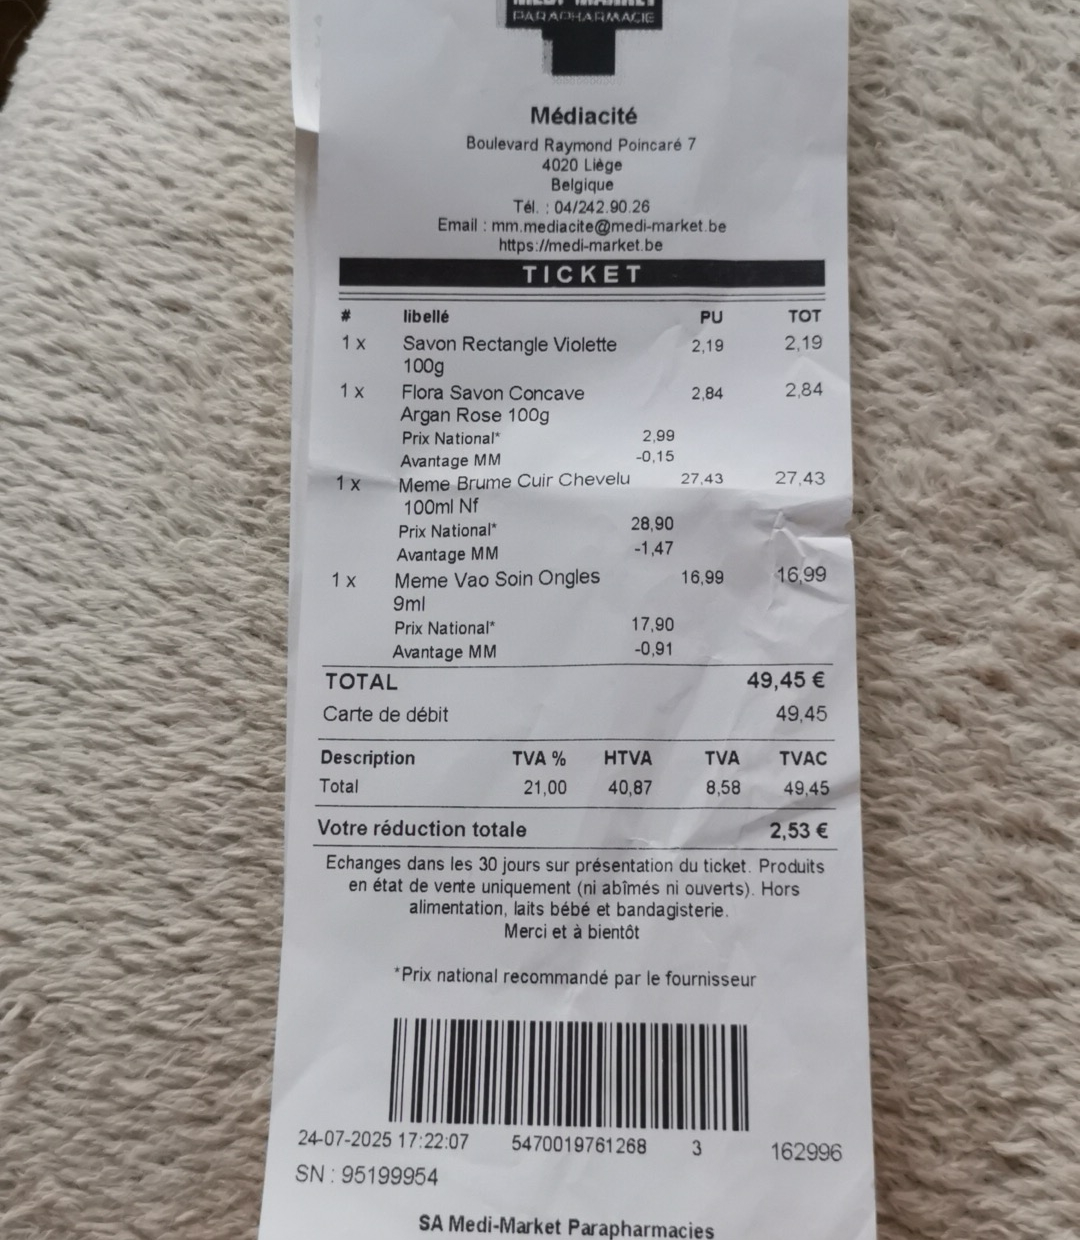 MEDI-MARKET
PARAPHARMACIE
Médiacité
Boulevard Raymond Poincaré 7
4020 Liège
Belgique
Tél. : 04/242.90.26
Email : mm.mediacite@medi-market.be
https://medi-market.be
TICKET
# libellé PU TOT
1 x Savon Rectangle Violette 2,19 2,19
100g
1 x Flora Savon Concave 2,84 2,84
Argan Rose 100g
Prix National* 2,99
Avantage MM -0,15
1 x Meme Brume Cuir Chevelu 27,43 27,43
100ml Nf
Prix National* 28,90
Avantage MM -1,47
1 x Meme Vao Soin Ongles 16,99 16,99
9ml
Prix National* 17,90
Avantage MM -0,91
TOTAL 49,45 €
Carte de débit 49,45
Description TVA % HTVA TVA TVAC
Total 21,00 40,87 8,58 49,45
Votre réduction totale 2,53 €
Echanges dans les 30 jours sur présentation du ticket. Produits
en état de vente uniquement (ni abîmés ni ouverts). Hors
alimentation, laits bébé et bandagisterie.
Merci et à bientôt
*Prix national recommandé par le fournisseur
24-07-2025 17:22:07 5470019761268 3 162996
SN : 95199954
SA Medi-Market Parapharmacies